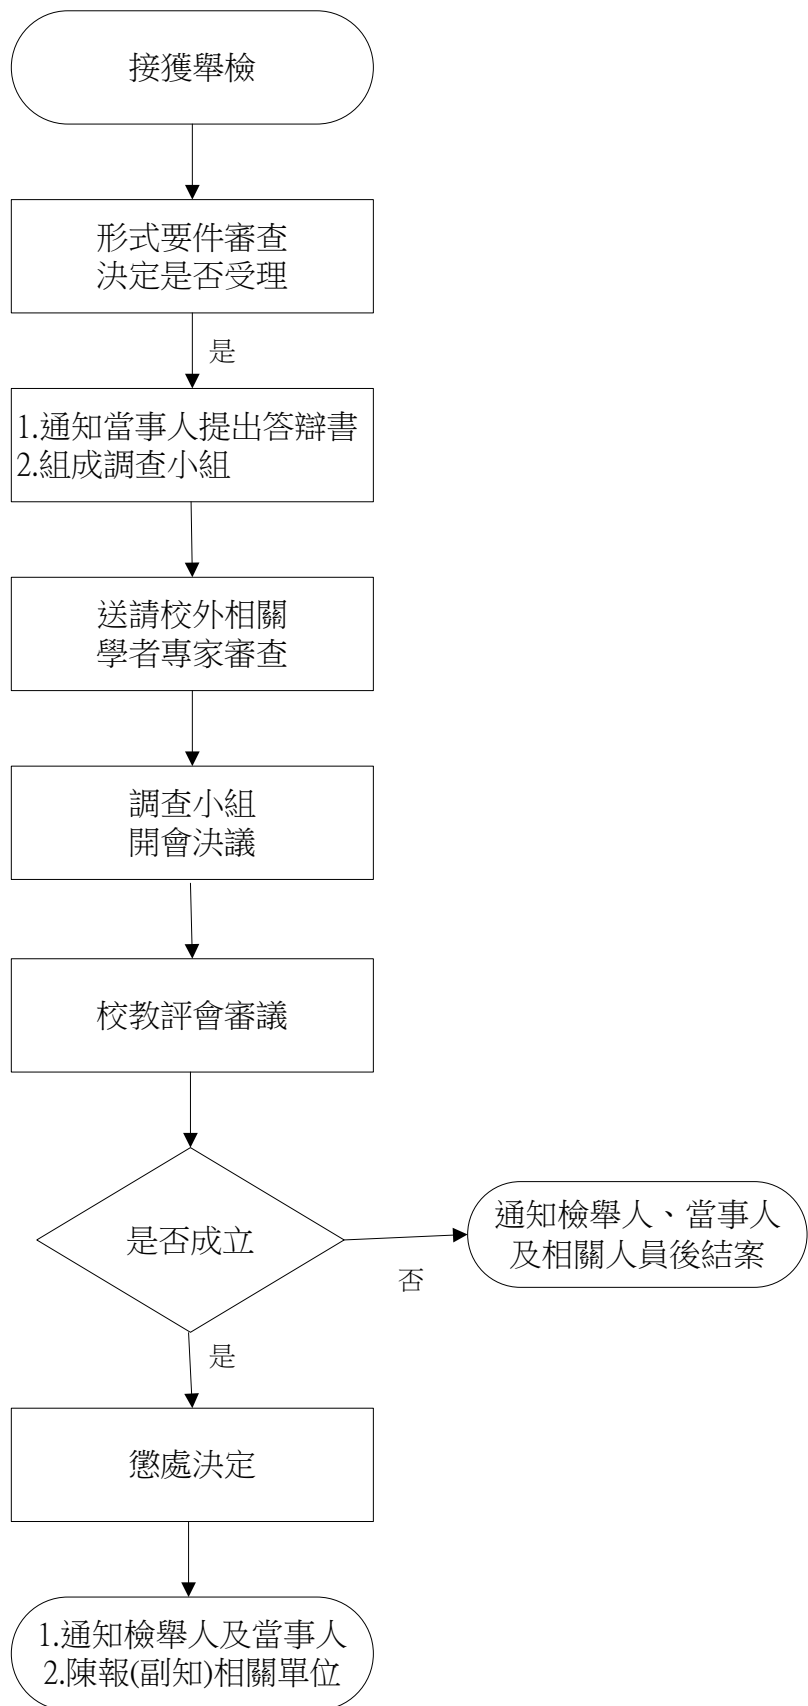 接獲舉檢
形式要件審查
決定是否受理
是
1.通知當事人提出答辯書
2.組成調查小組
送請校外相關
學者專家審查
調查小組
開會決議
校教評會審議
是否成立
通知檢舉人、當事人
及相關人員後結案
否
是
懲處決定
1.通知檢舉人及當事人
2.陳報(副知)相關單位